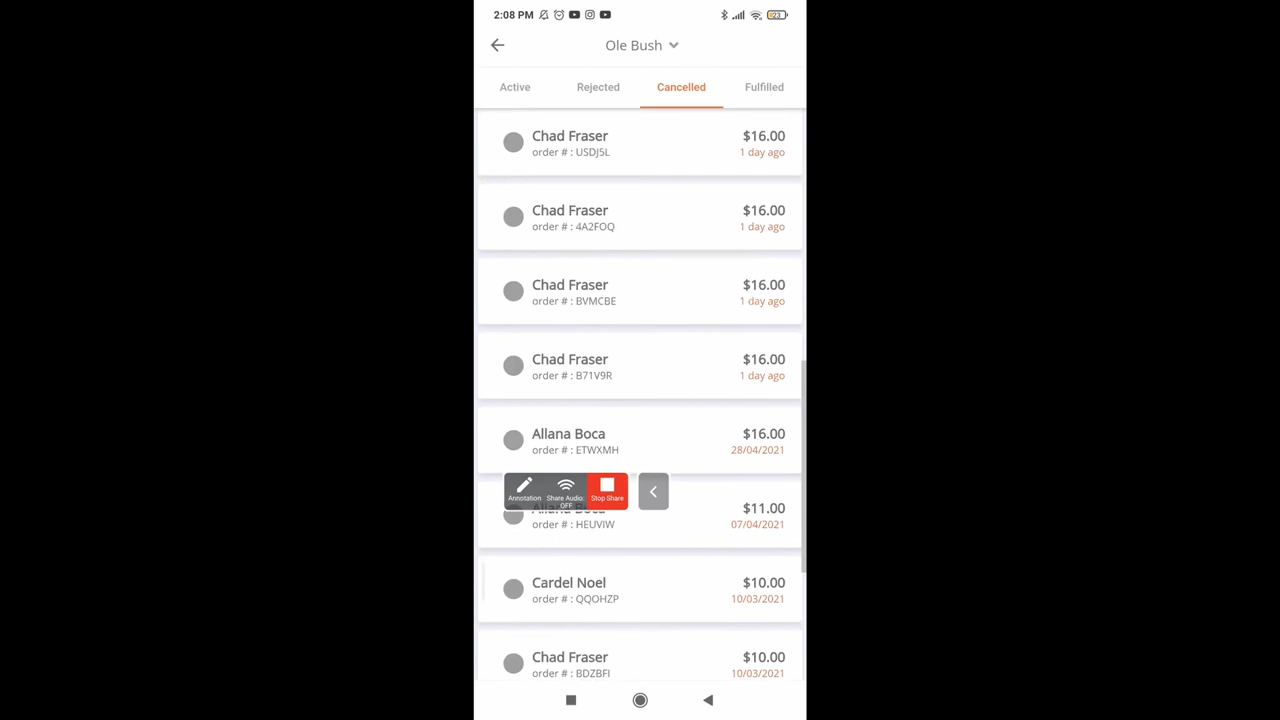 2:08 PM
23
Ole Bush
Active Rejected Cancelled Fulfilled
Chad Fraser $16.00
order # : USDJ5L 1 day ago
Chad Fraser $16.00
order # : 4A2FOQ 1 day ago
Chad Fraser $16.00
order # : BVMCBE 1 day ago
Chad Fraser $16.00
order # : B71V9R 1 day ago
Allana Boca $16.00
order # : ETWXMH 28/04/2021
Annotation Share Audio: OFF Stop Share
Allana Boca $11.00
order # : HEUVIW 07/04/2021
Cardel Noel $10.00
order # : QQOHZP 10/03/2021
Chad Fraser $10.00
order # : BDZBFI 10/03/2021